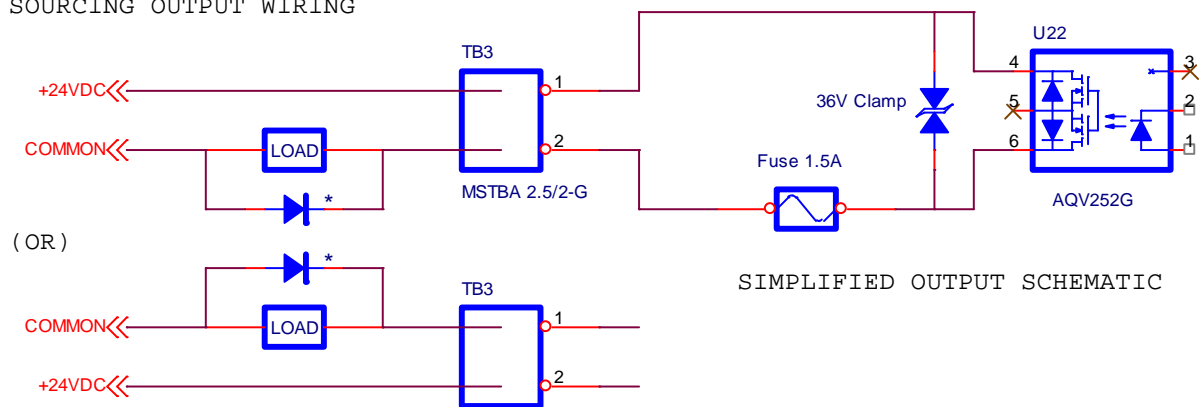 SOURCING OUTPUT WIRING
U22
TB3
4
3
1
+24VDC
36V Clamp
5
2
COMMON
LOAD
2
6
1
Fuse 1.5A
*
MSTBA 2.5/2-G
AQV252G
(OR)
*
SIMPLIFIED OUTPUT SCHEMATIC
TB3
COMMON
LOAD
1
+24VDC
2